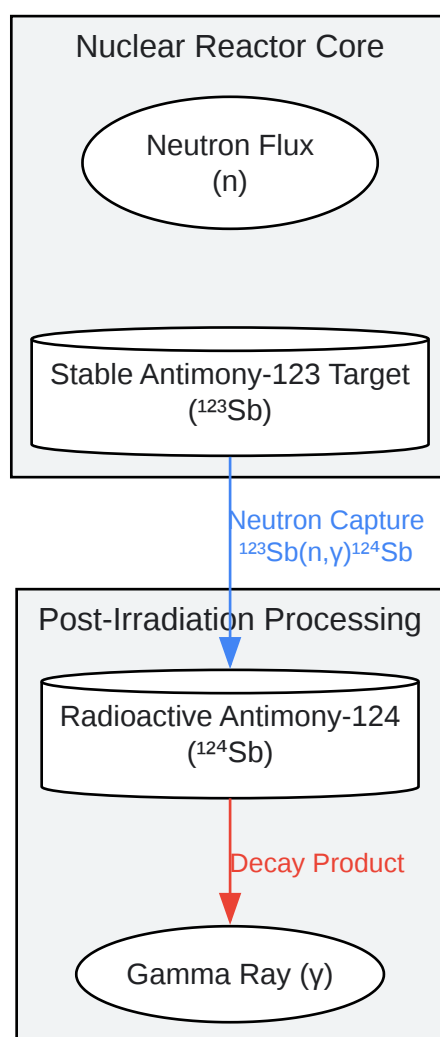 Nuclear Reactor Core
Neutron Flux
(n)
Stable Antimony-123 Target
(¹²³Sb)
Neutron Capture
¹²³Sb(n,γ)¹²⁴Sb
Post-Irradiation Processing
Radioactive Antimony-124
(¹²⁴Sb)
Decay Product
Gamma Ray (γ)